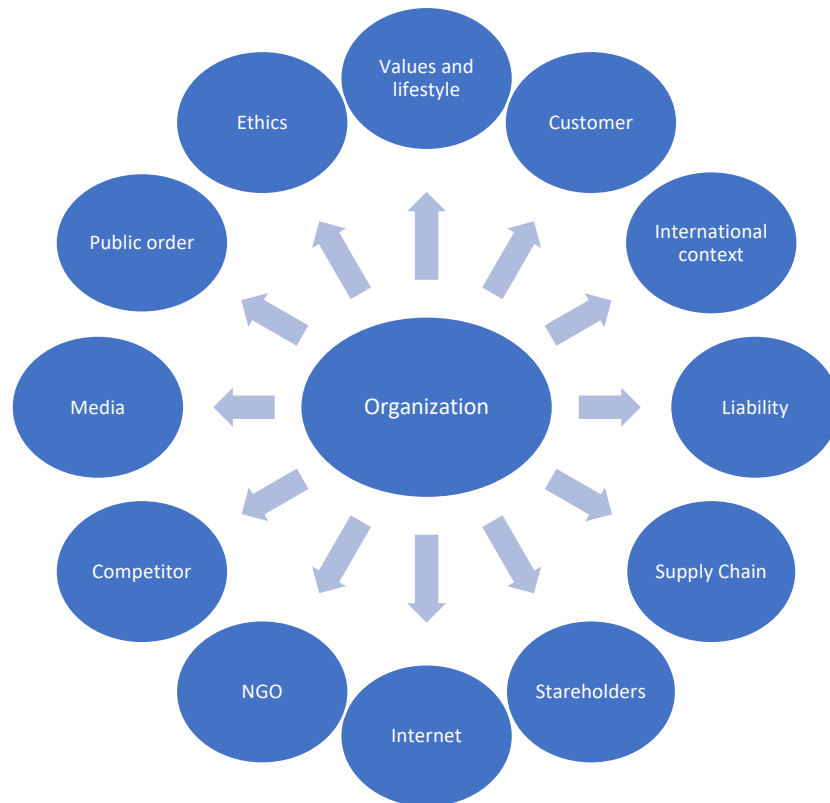 Values and
lifestyle
Customer
International
context
Liability
Supply Chain
Stareholders
Internet
NGO
Competitor
Media
Public order
Ethics
Organization